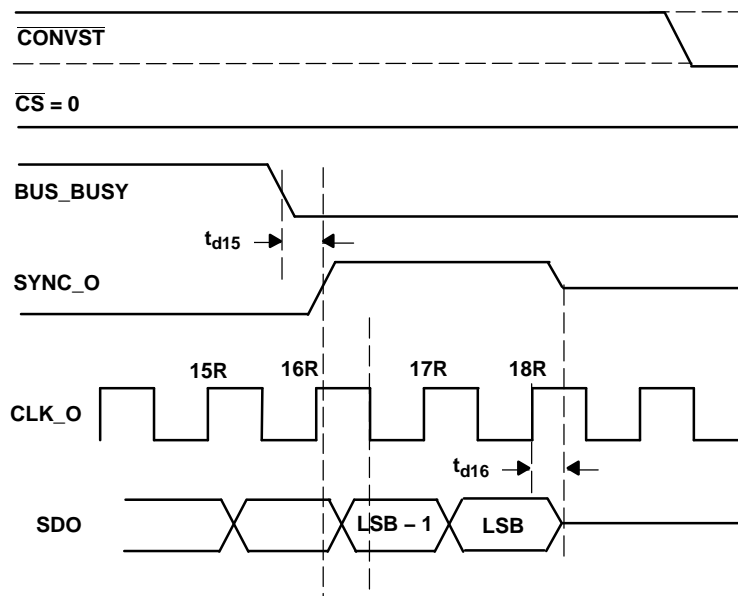 CONVST
CS = 0
BUS_BUSY
td15
SYNC_O
15R 16R 17R 18R
CLK_O
td16
SDO LSB – 1 LSB